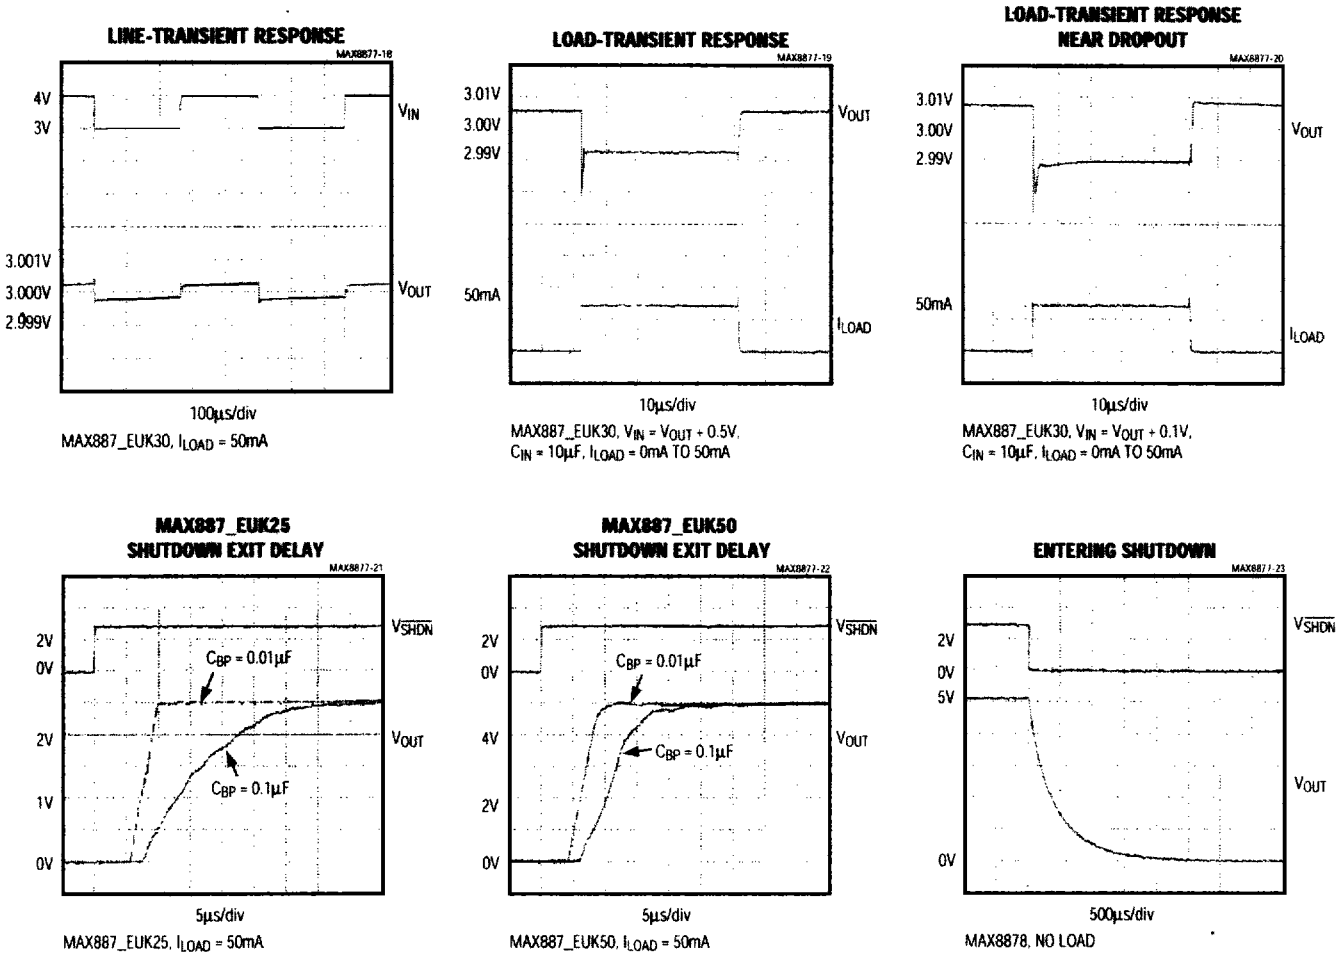 LINE-TRANSIENT RESPONSE
MAX8877-18
4V
3V
VIN
3.001V
3.000V
2.999V
VOUT
100µs/div
MAX887_EUK30, ILOAD = 50mA
LOAD-TRANSIENT RESPONSE
MAX8877-19
3.01V
3.00V
2.99V
VOUT
50mA
ILOAD
10µs/div
MAX887_EUK30, VIN = VOUT + 0.5V,
CIN = 10µF, ILOAD = 0mA TO 50mA
LOAD-TRANSIENT RESPONSE
NEAR DROPOUT
MAX8877-20
3.01V
3.00V
2.99V
VOUT
50mA
ILOAD
10µs/div
MAX887_EUK30, VIN = VOUT + 0.1V,
CIN = 10µF, ILOAD = 0mA TO 50mA
MAX887_EUK25
SHUTDOWN EXIT DELAY
MAX8877-21
2V
0V
VSHDN
CBP = 0.01µF
2V
VOUT
CBP = 0.1µF
1V
0V
5µs/div
MAX887_EUK25, ILOAD = 50mA
MAX887_EUK50
SHUTDOWN EXIT DELAY
MAX8877-22
2V
0V
VSHDN
CBP = 0.01µF
4V
VOUT
CBP = 0.1µF
2V
0V
5µs/div
MAX887_EUK50, ILOAD = 50mA
ENTERING SHUTDOWN
MAX8877-23
2V
0V
VSHDN
5V
VOUT
0V
500µs/div
MAX8878, NO LOAD